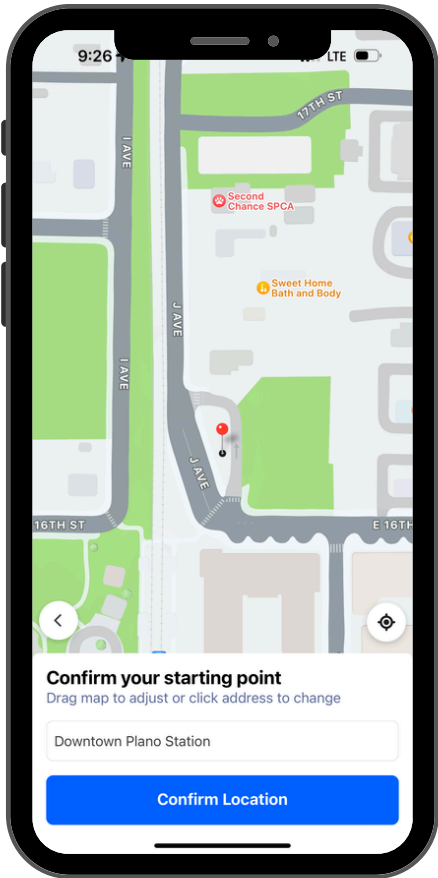 9:26
LTE
17TH ST
I AVE
Second
Chance SPCA
Sweet Home
Bath and Body
J AVE
I AVE
J AVE
16TH ST
E 16TH
Confirm your starting point
Drag map to adjust or click address to change
Downtown Plano Station
Confirm Location